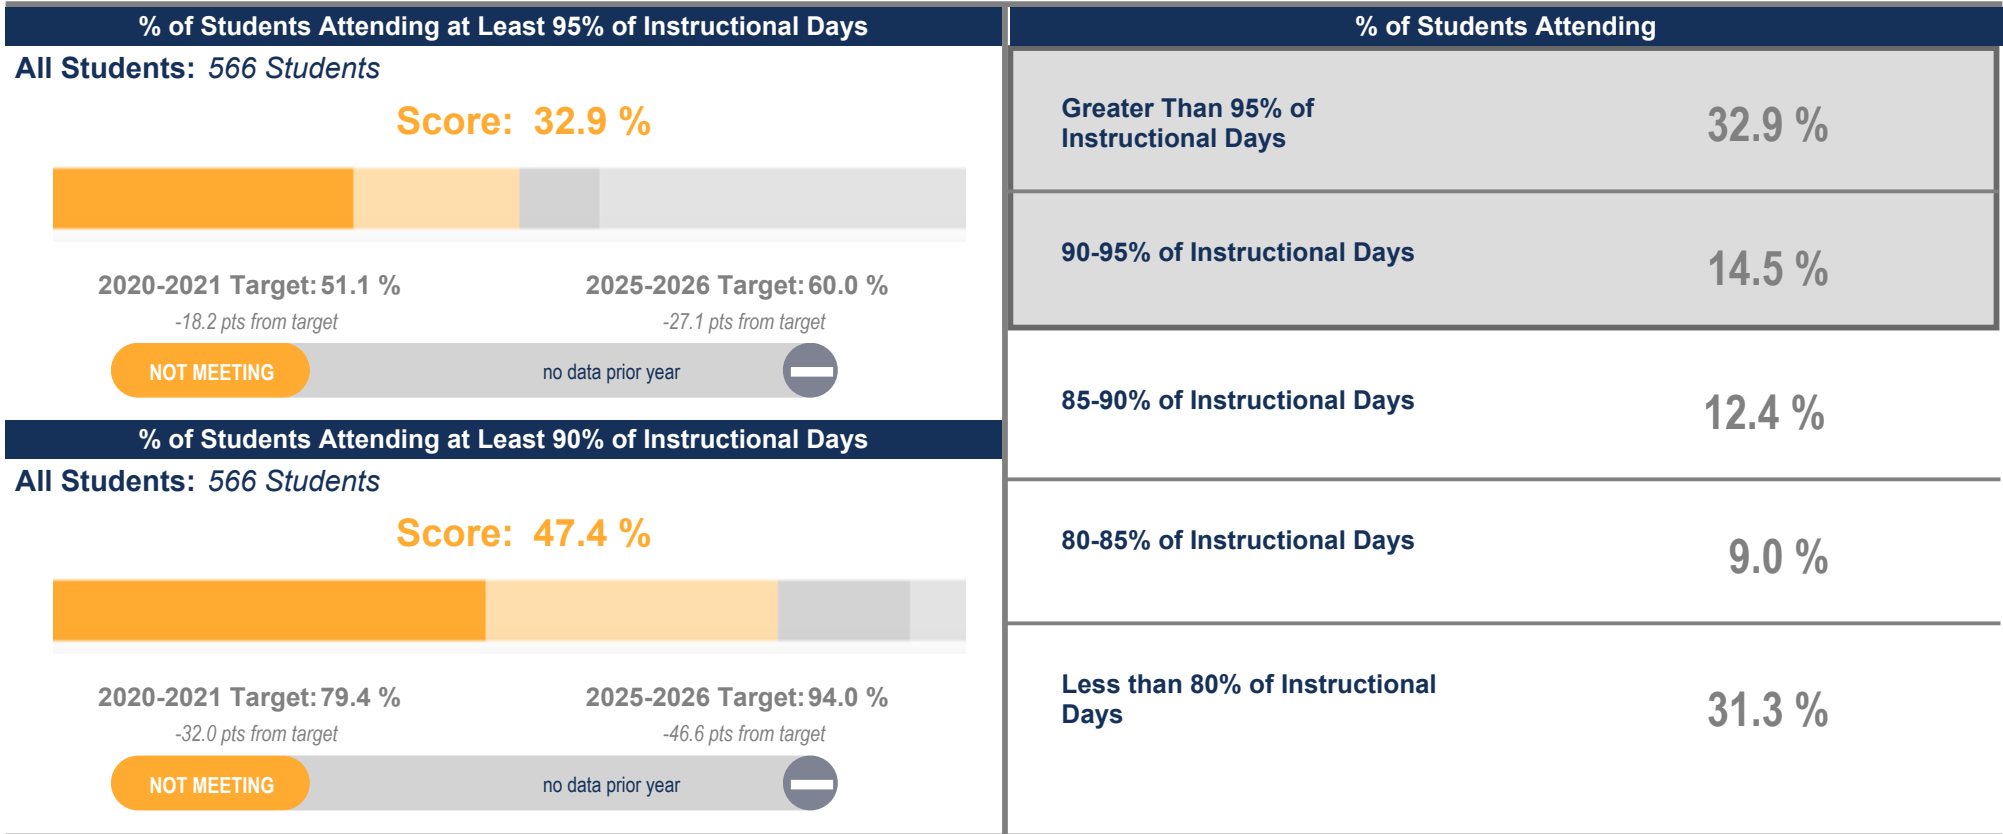 % of Students Attending at Least 95% of Instructional Days
All Students: 566 Students
Score: 32.9 %
2020-2021 Target: 51.1 %
-18.2 pts from target
2025-2026 Target: 60.0 %
-27.1 pts from target
NOT MEETING
no data prior year
% of Students Attending at Least 90% of Instructional Days
All Students: 566 Students
Score: 47.4 %
2020-2021 Target: 79.4 %
-32.0 pts from target
2025-2026 Target: 94.0 %
-46.6 pts from target
NOT MEETING
no data prior year
% of Students Attending
Greater Than 95% of
Instructional Days
32.9 %
90-95% of Instructional Days
14.5 %
85-90% of Instructional Days
12.4 %
80-85% of Instructional Days
9.0 %
Less than 80% of Instructional
Days
31.3 %